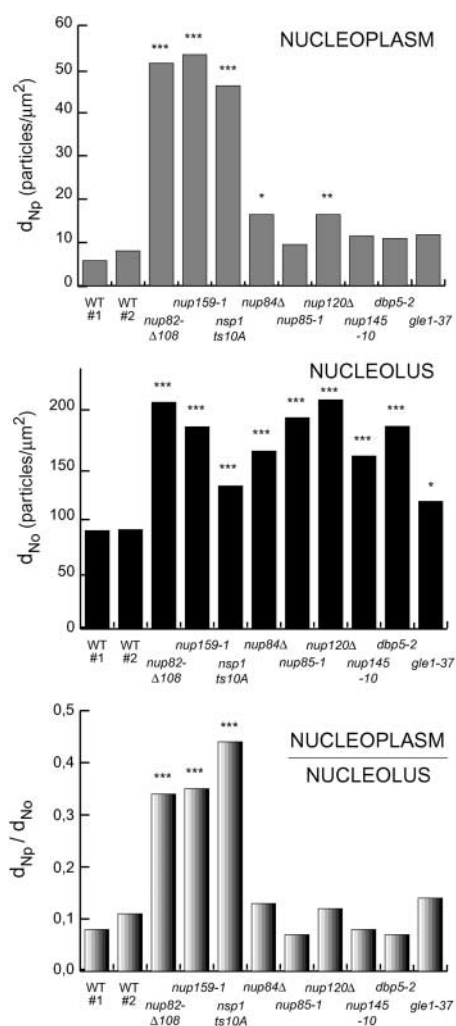 NUCLEOPLASM
d_Np (particles/µm²)
60
50
40
30
20
10
0
*** *** *** * **
WT #1 WT #2 nup82-Δ108 nup159-1 nsp1 ts10A nup84Δ nup85-1 nup120Δ nup145-10 dbp5-2 gle1-37
NUCLEOLUS
d_No (particles/µm²)
200
150
100
50
0
*** *** *** *** *** *** *** *** *
WT #1 WT #2 nup82-Δ108 nup159-1 nsp1 ts10A nup84Δ nup85-1 nup120Δ nup145-10 dbp5-2 gle1-37
NUCLEOPLASM
NUCLEOLUS
d_Np / d_No
0,5
0,4
0,3
0,2
0,1
0,0
*** *** ***
WT #1 WT #2 nup82-Δ108 nup159-1 nsp1 ts10A nup84Δ nup85-1 nup120Δ nup145-10 dbp5-2 gle1-37